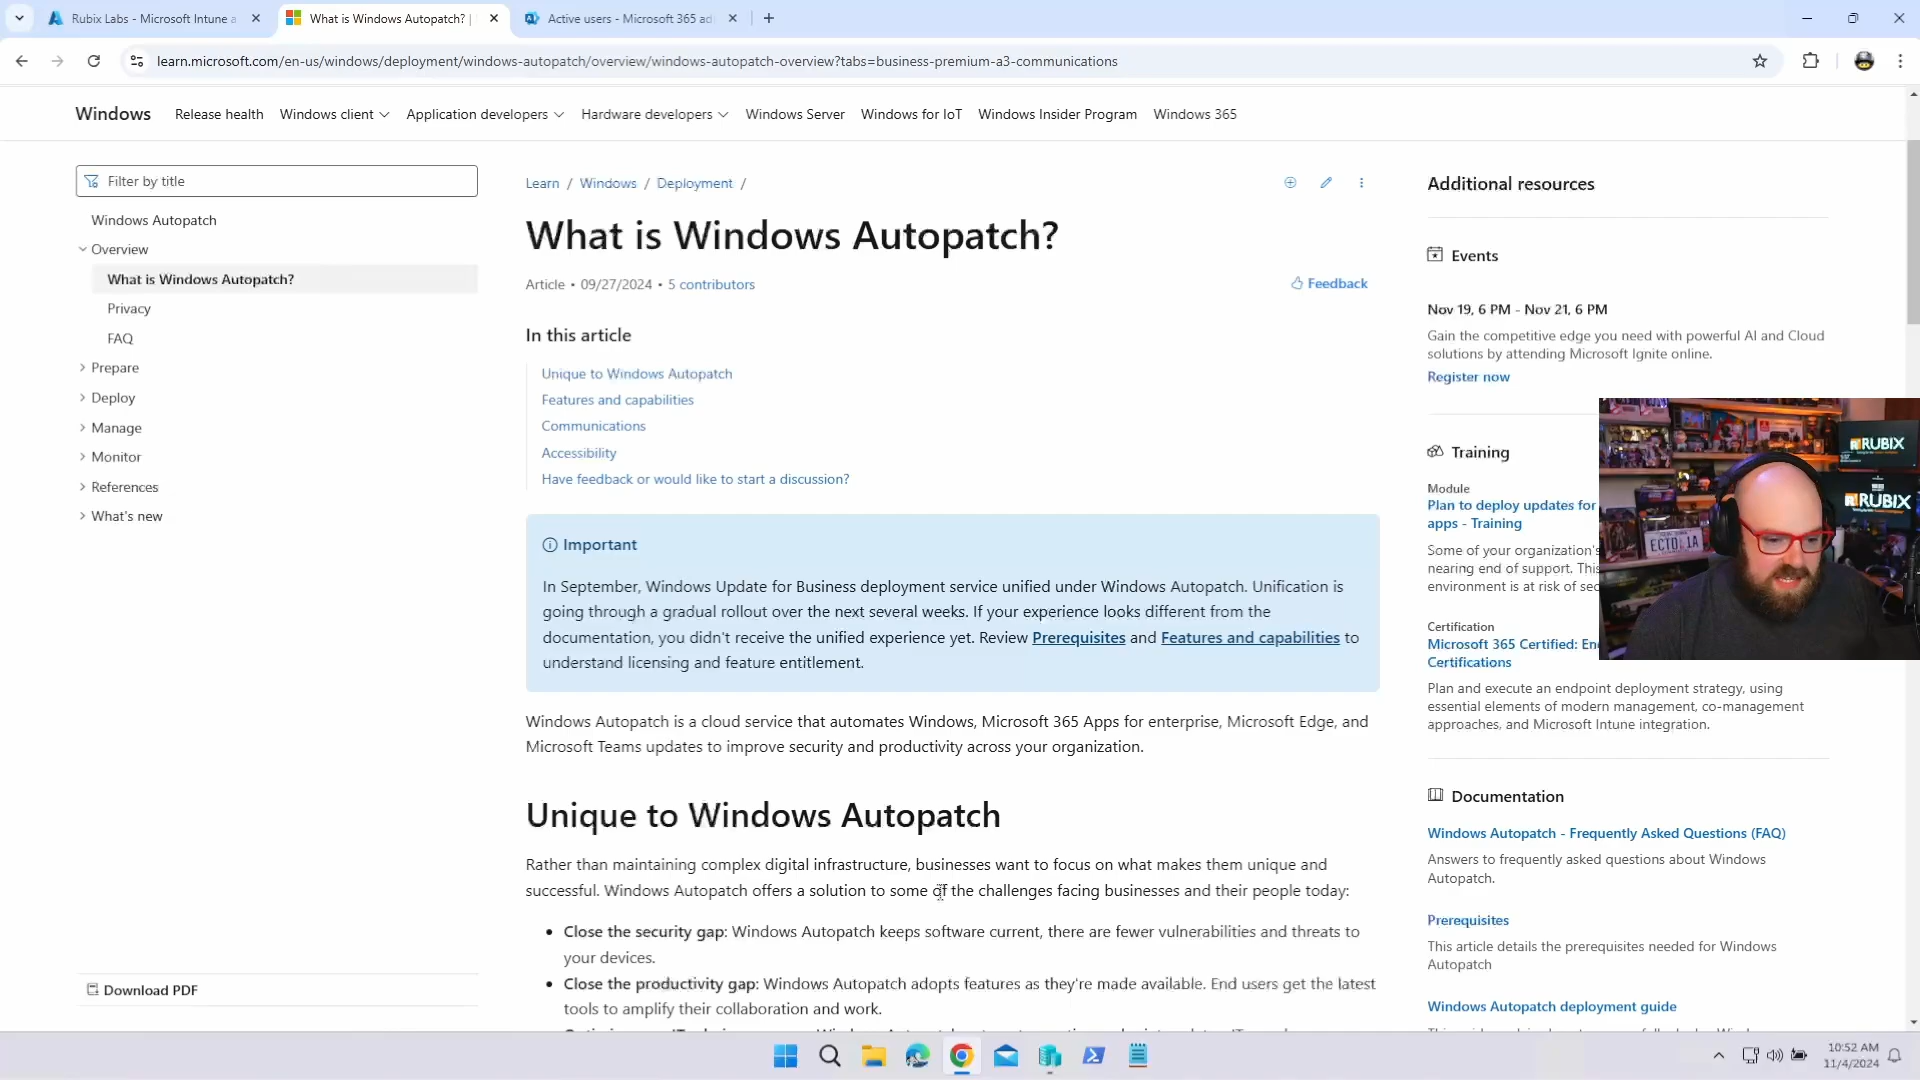 Rubix Labs - Microsoft Intune a
What is Windows Autopatch? |
Active users - Microsoft 365 ad
learn.microsoft.com/en-us/windows/deployment/windows-autopatch/overview/windows-autopatch-overview?tabs=business-premium-a3-communications
Windows Release health Windows client Application developers Hardware developers Windows Server Windows for IoT Windows Insider Program Windows 365
Filter by title
Windows Autopatch
Overview
What is Windows Autopatch?
Privacy
FAQ
Prepare
Deploy
Manage
Monitor
References
What's new
Download PDF
Learn / Windows / Deployment /
What is Windows Autopatch?
Article • 09/27/2024 • 5 contributors
Feedback
In this article
Unique to Windows Autopatch
Features and capabilities
Communications
Accessibility
Have feedback or would like to start a discussion?
Important
In September, Windows Update for Business deployment service unified under Windows Autopatch. Unification is
going through a gradual rollout over the next several weeks. If your experience looks different from the
documentation, you didn't receive the unified experience yet. Review Prerequisites and Features and capabilities to
understand licensing and feature entitlement.
Windows Autopatch is a cloud service that automates Windows, Microsoft 365 Apps for enterprise, Microsoft Edge, and
Microsoft Teams updates to improve security and productivity across your organization.
Unique to Windows Autopatch
Rather than maintaining complex digital infrastructure, businesses want to focus on what makes them unique and
successful. Windows Autopatch offers a solution to some of the challenges facing businesses and their people today:
• Close the security gap: Windows Autopatch keeps software current, there are fewer vulnerabilities and threats to
your devices.
• Close the productivity gap: Windows Autopatch adopts features as they're made available. End users get the latest
tools to amplify their collaboration and work.
Additional resources
Events
Nov 19, 6 PM - Nov 21, 6 PM
Gain the competitive edge you need with powerful AI and Cloud
solutions by attending Microsoft Ignite online.
Register now
Training
Module
Plan to deploy updates for
apps - Training
Some of your organization's
nearing end of support. This
environment is at risk of sec
Certification
Microsoft 365 Certified: En
Certifications
Plan and execute an endpoint deployment strategy, using
essential elements of modern management, co-management
approaches, and Microsoft Intune integration.
Documentation
Windows Autopatch - Frequently Asked Questions (FAQ)
Answers to frequently asked questions about Windows
Autopatch.
Prerequisites
This article details the prerequisites needed for Windows
Autopatch
Windows Autopatch deployment guide
RUBIX
RUBIX
ECTO 1A
10:52 AM
11/4/2024